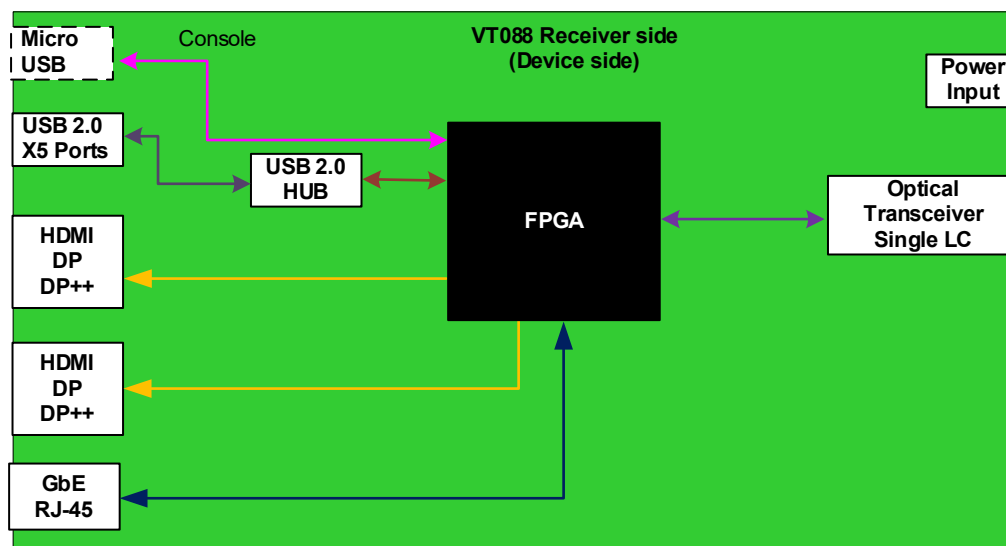 Micro
USB
Console
VT088 Receiver side
(Device side)
Power
Input
USB 2.0
X5 Ports
USB 2.0
HUB
FPGA
Optical
Transceiver
Single LC
HDMI
DP
DP++
HDMI
DP
DP++
GbE
RJ-45